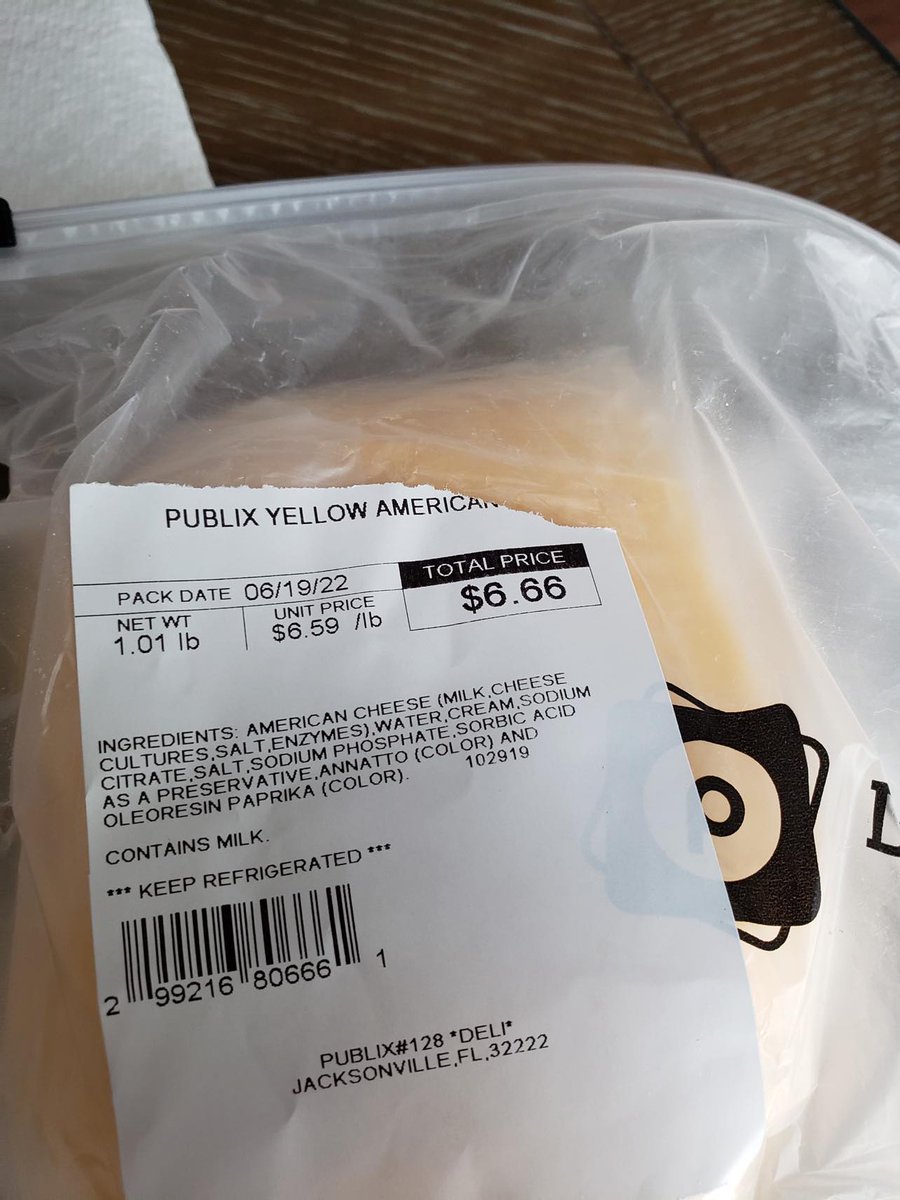 PUBLIX YELLOW AMERICAN
PACK DATE 06/19/22
TOTAL PRICE
$6.66
NET WT
1.01 lb
UNIT PRICE
$6.59 /lb
INGREDIENTS: AMERICAN CHEESE (MILK,CHEESE
CULTURES,SALT,ENZYMES),WATER,CREAM,SODIUM
CITRATE,SALT,SODIUM PHOSPHATE,SORBIC ACID
AS A PRESERVATIVE,ANNATTO (COLOR) AND
OLEORESIN PAPRIKA (COLOR). 102919
CONTAINS MILK.
*** KEEP REFRIGERATED ***
2 99216 80666 1
PUBLIX#128 *DELI*
JACKSONVILLE,FL,32222
P